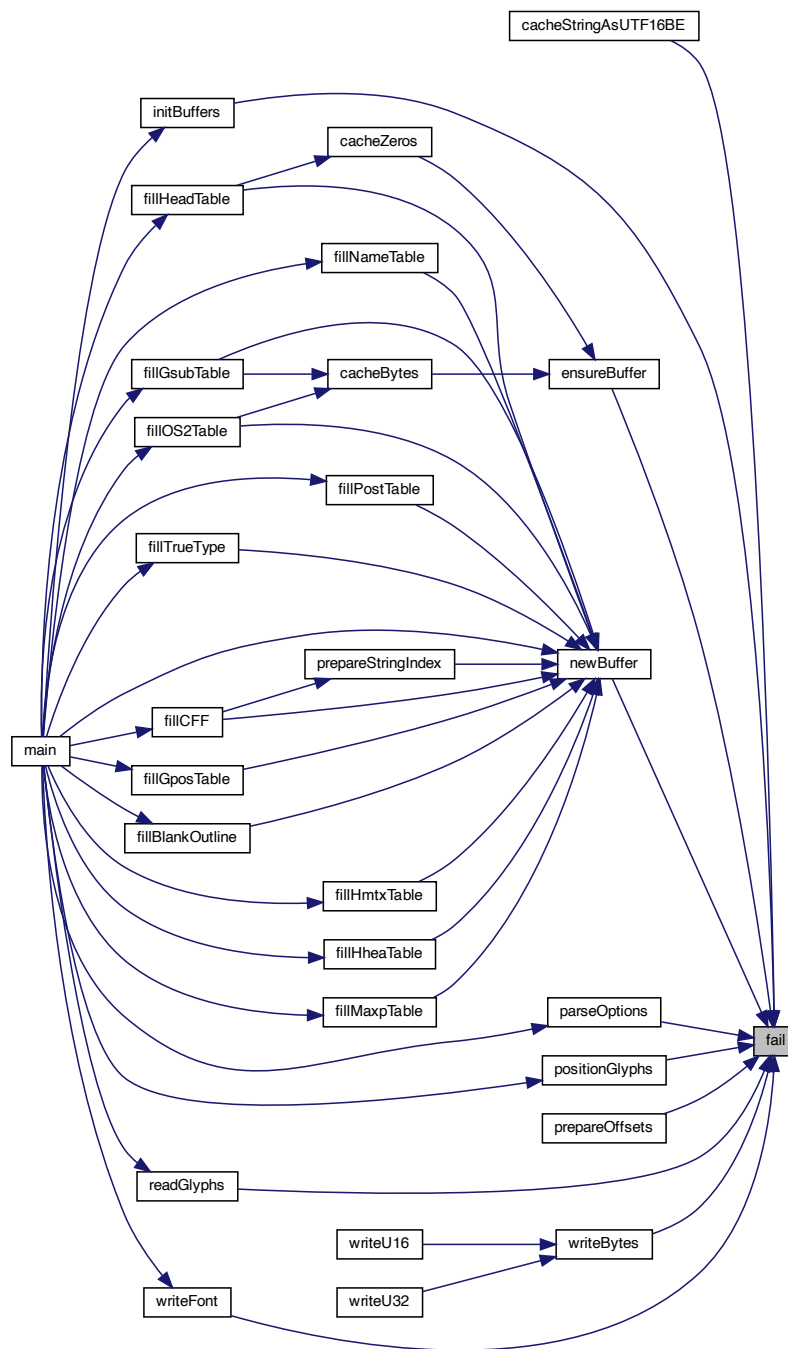 cacheStringAsUTF16BE
initBuffers
cacheZeros
fillHeadTable
fillNameTable
fillGsubTable
cacheBytes
ensureBuffer
fillOS2Table
fillPostTable
fillTrueType
prepareStringIndex
newBuffer
fillCFF
main
fillGposTable
fillBlankOutline
fillHmtxTable
fillHheaTable
fillMaxpTable
parseOptions
fail
positionGlyphs
prepareOffsets
readGlyphs
writeU16
writeBytes
writeU32
writeFont